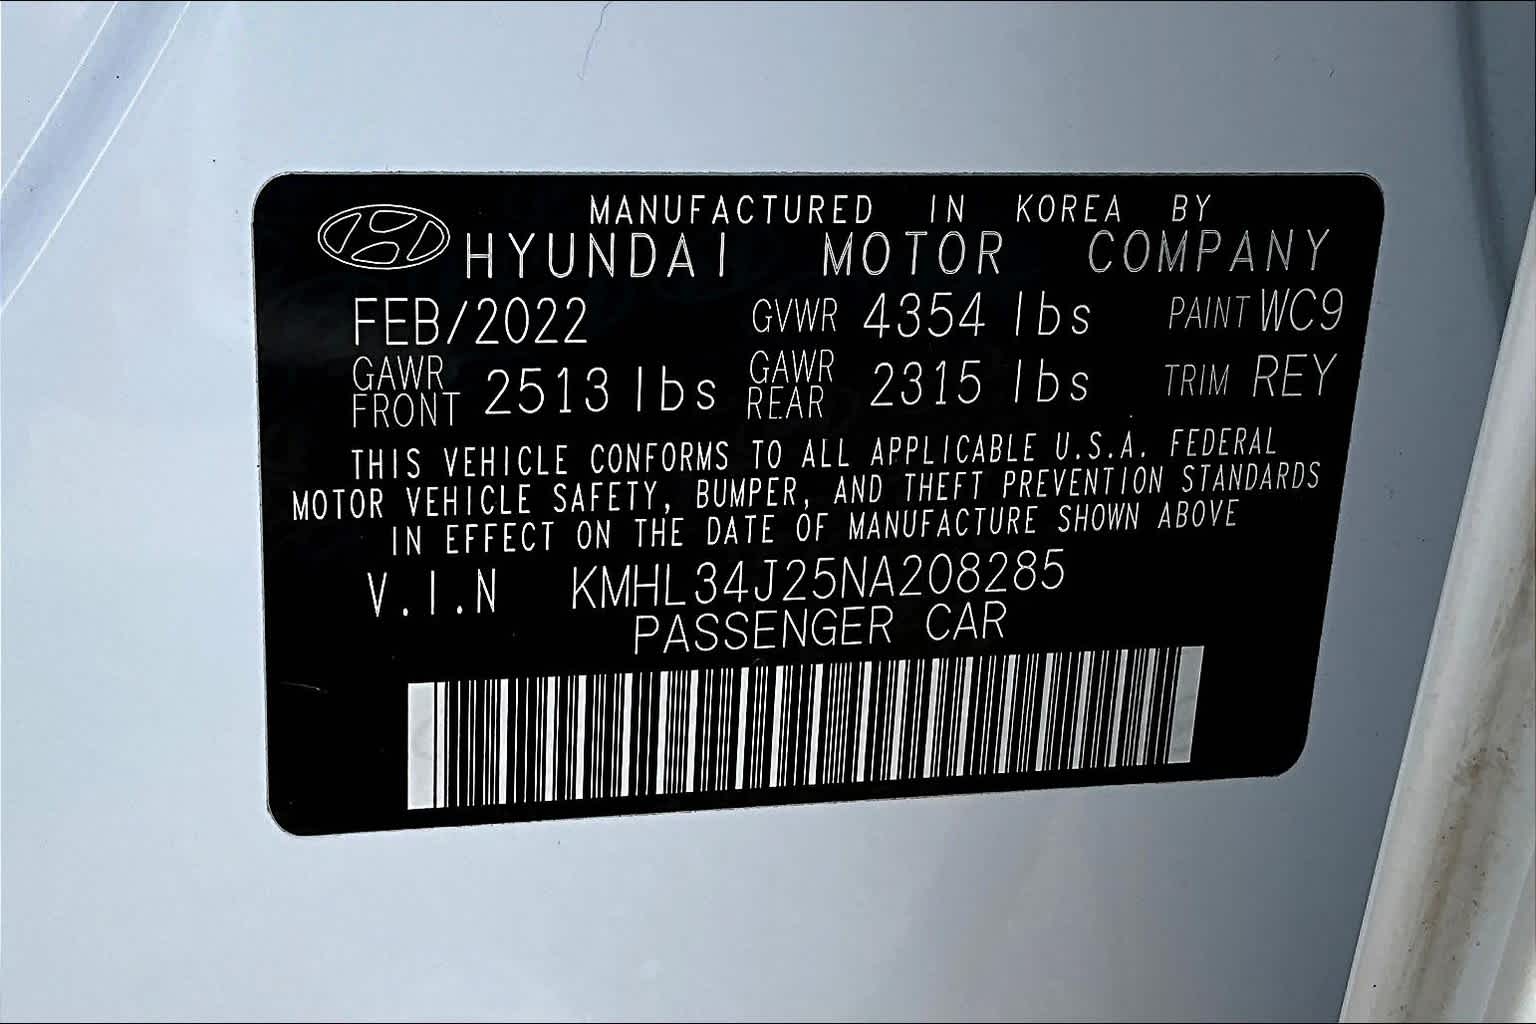 MANUFACTURED IN KOREA BY
HYUNDAI MOTOR COMPANY
FEB/2022 GVWR 4354 lbs PAINT WC9
GAWR FRONT 2513 lbs GAWR REAR 2315 lbs TRIM REY
THIS VEHICLE CONFORMS TO ALL APPLICABLE U.S.A. FEDERAL
MOTOR VEHICLE SAFETY, BUMPER, AND THEFT PREVENTION STANDARDS
IN EFFECT ON THE DATE OF MANUFACTURE SHOWN ABOVE
V.I.N KMHL34J25NA208285
PASSENGER CAR